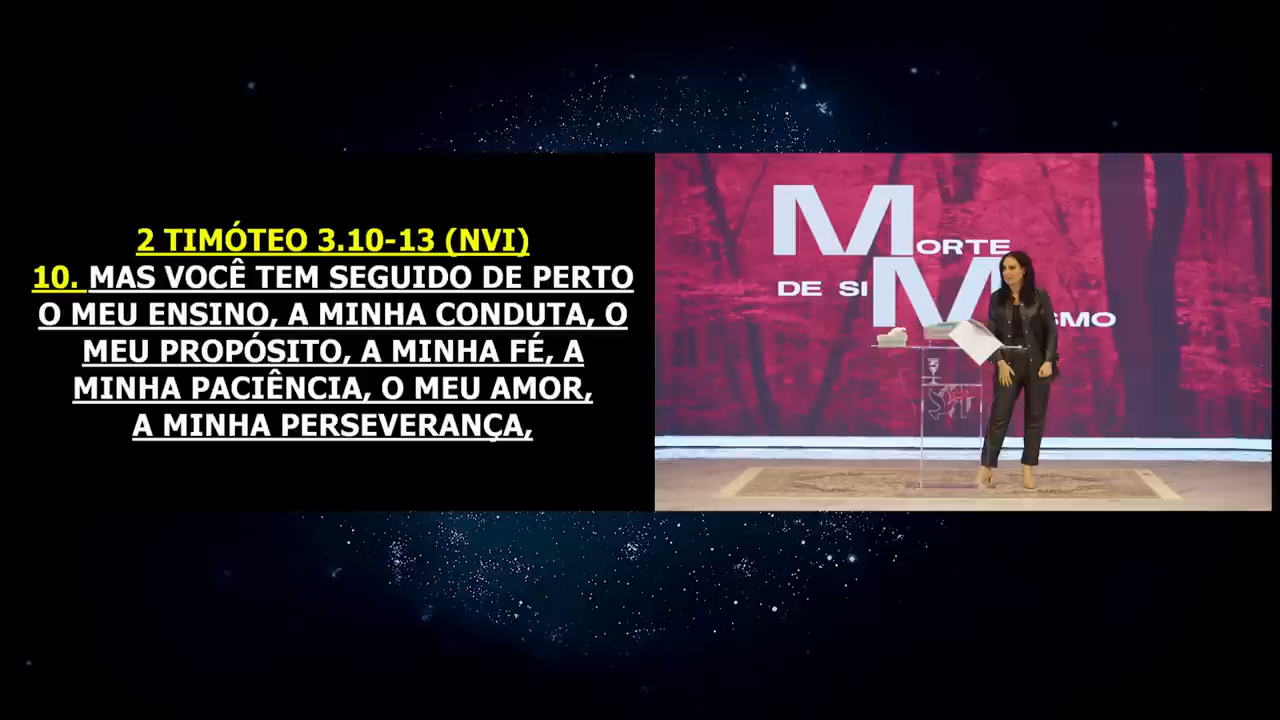 2 TIMÓTEO 3.10-13 (NVI)
10. MAS VOCÊ TEM SEGUIDO DE PERTO
O MEU ENSINO, A MINHA CONDUTA, O
MEU PROPÓSITO, A MINHA FÉ, A
MINHA PACIÊNCIA, O MEU AMOR,
A MINHA PERSEVERANÇA,
MORTE
DE SI M SMO